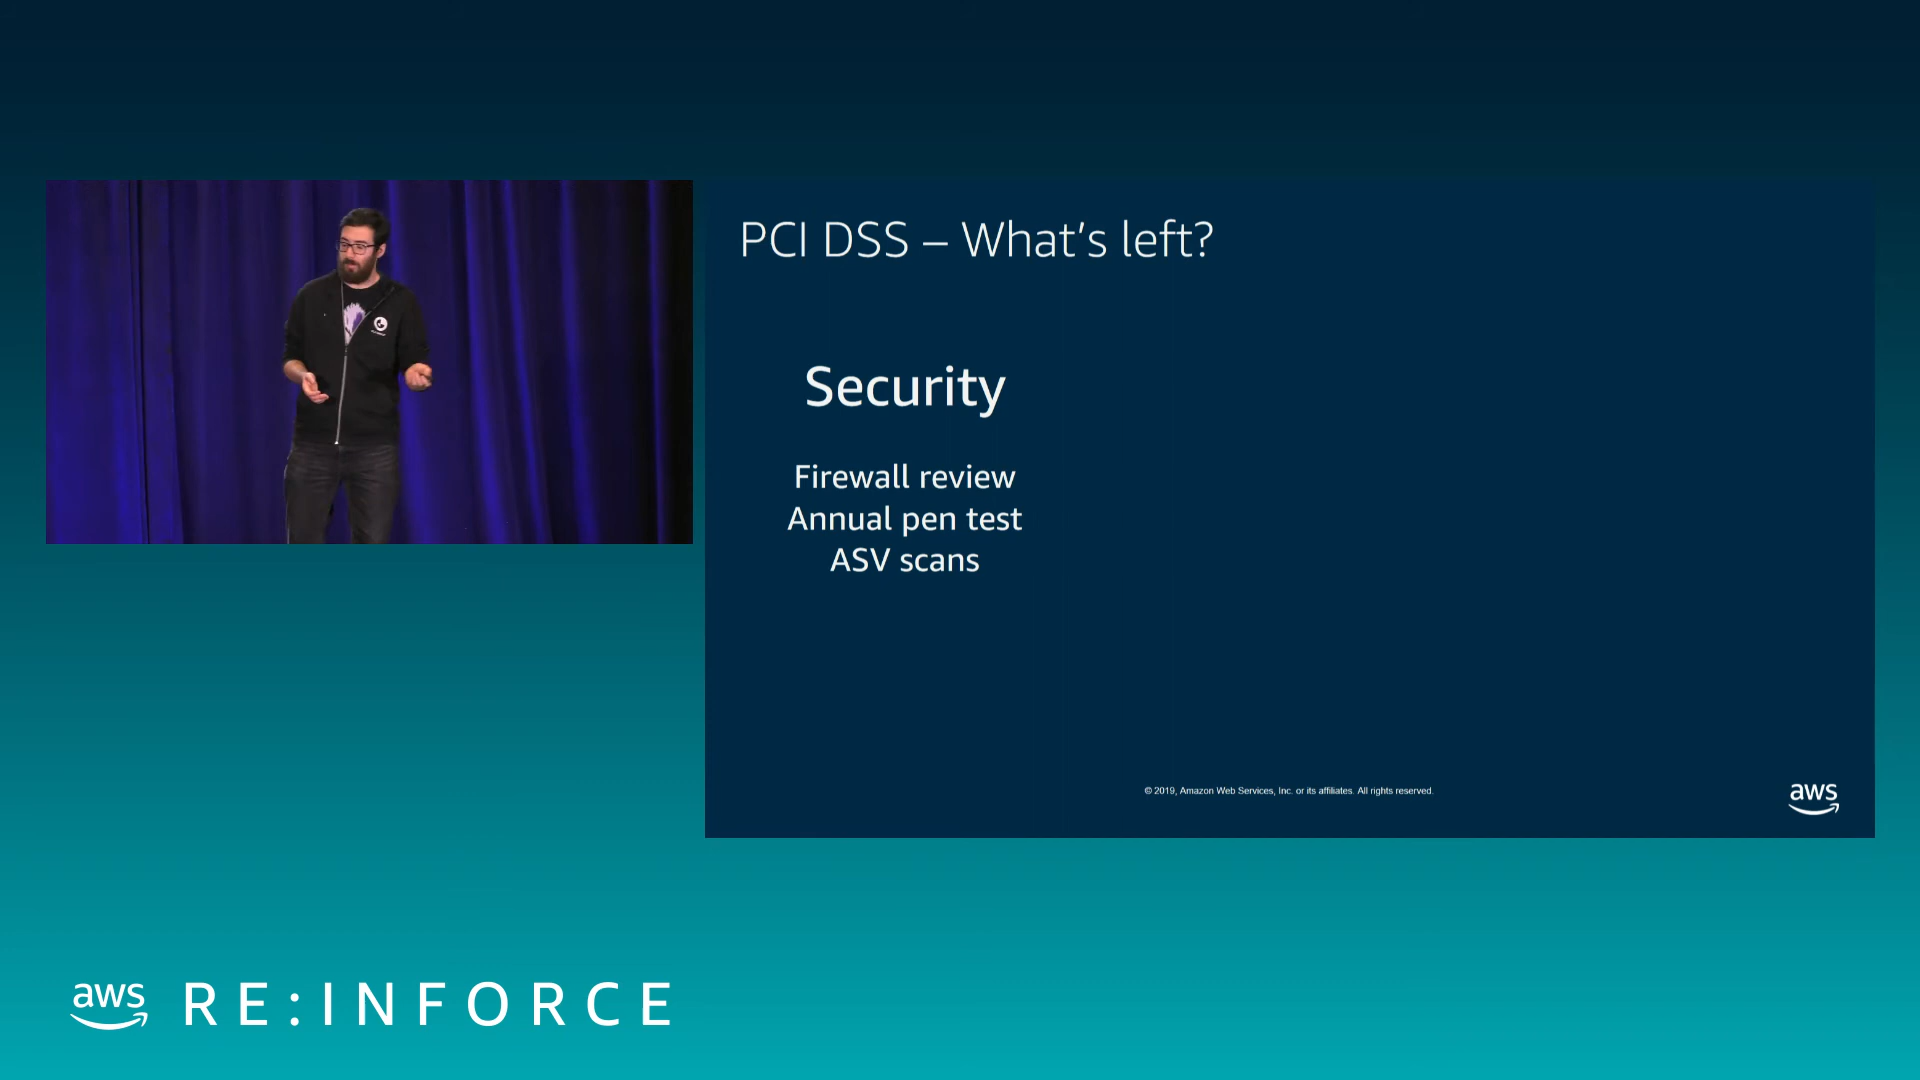 PCI DSS – What's left?
Security
Firewall review
Annual pen test
ASV scans
© 2019, Amazon Web Services, Inc. or its affiliates. All rights reserved.
aws
aws RE:INFORCE